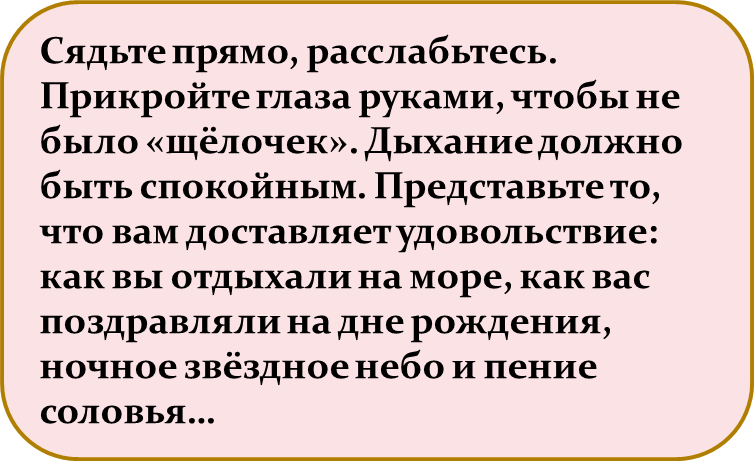 Сядьте прямо, расслабьтесь.
Прикройте глаза руками, чтобы не
было «щёлочек». Дыхание должно
быть спокойным. Представьте то,
что вам доставляет удовольствие:
как вы отдыхали на море, как вас
поздравляли на дне рождения,
ночное звёздное небо и пение
соловья…